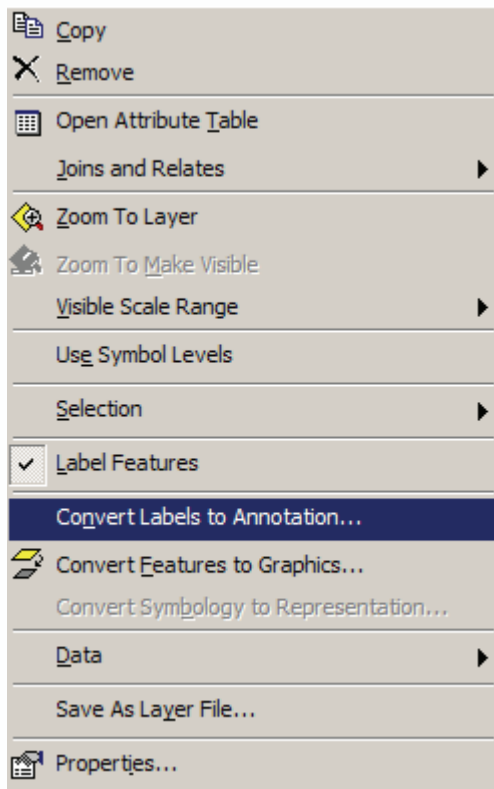 Copy
Remove
Open Attribute Table
Joins and Relates
Zoom To Layer
Zoom To Make Visible
Visible Scale Range
Use Symbol Levels
Selection
Label Features
Convert Labels to Annotation...
Convert Features to Graphics...
Convert Symbology to Representation...
Data
Save As Layer File...
Properties...